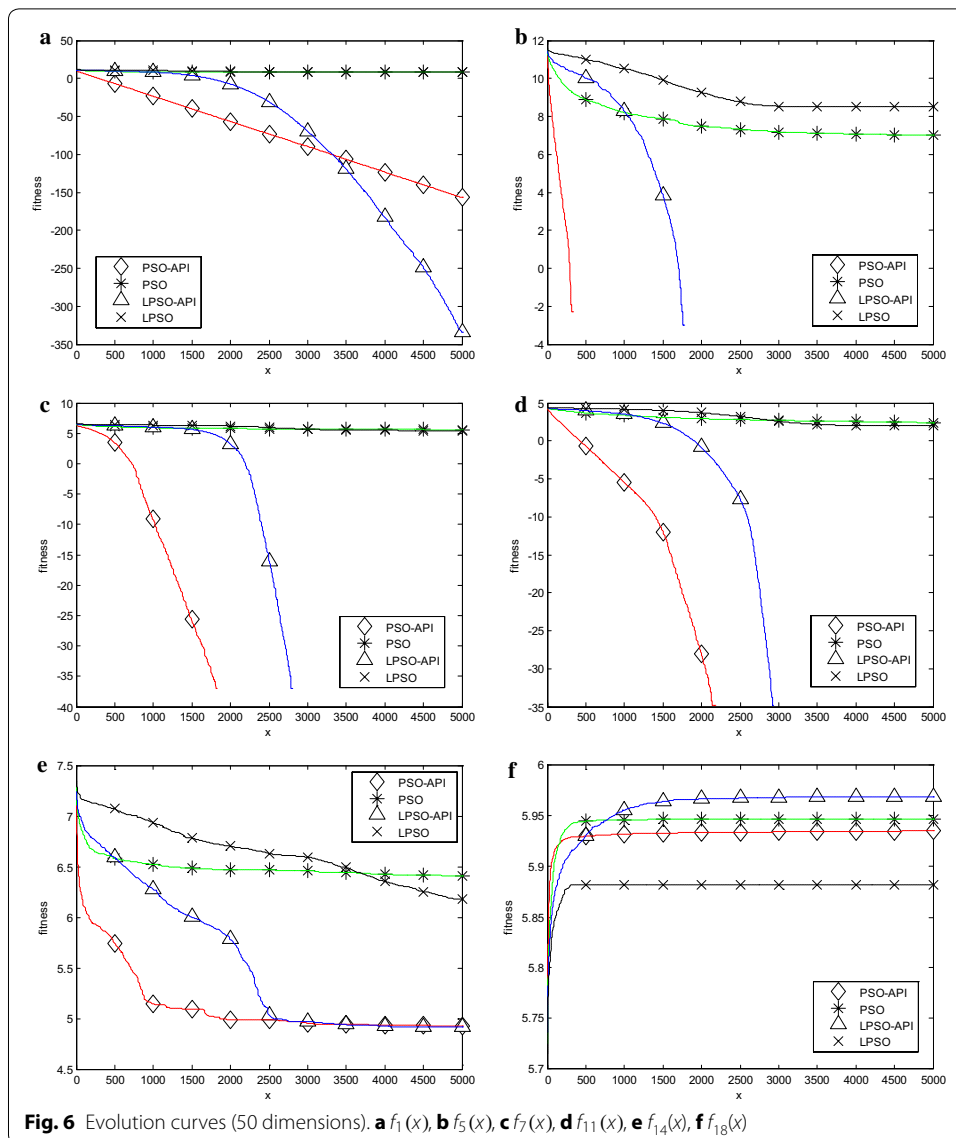 a
50
0
-50
-100
-150
-200
-250
-300
-350
fitness
0 500 1000 1500 2000 2500 3000 3500 4000 4500 5000
x
PSO-API
PSO
LPSO-API
LPSO
b
12
10
8
6
4
2
0
-2
-4
fitness
0 500 1000 1500 2000 2500 3000 3500 4000 4500 5000
x
PSO-API
PSO
LPSO-API
LPSO
c
10
5
0
-5
-10
-15
-20
-25
-30
-35
-40
fitness
0 500 1000 1500 2000 2500 3000 3500 4000 4500 5000
x
PSO-API
PSO
LPSO-API
LPSO
d
5
0
-5
-10
-15
-20
-25
-30
-35
fitness
0 500 1000 1500 2000 2500 3000 3500 4000 4500 5000
x
PSO-API
PSO
LPSO-API
LPSO
e
7.5
7
6.5
6
5.5
5
4.5
fitness
0 500 1000 1500 2000 2500 3000 3500 4000 4500 5000
x
PSO-API
PSO
LPSO-API
LPSO
f
6
5.95
5.9
5.85
5.8
5.75
5.7
fitness
0 500 1000 1500 2000 2500 3000 3500 4000 4500 5000
x
PSO-API
PSO
LPSO-API
LPSO
Fig. 6 Evolution curves (50 dimensions). a f₁(x), b f₅(x), c f₇(x), d f₁₁(x), e f₁₄(x), f f₁₈(x)